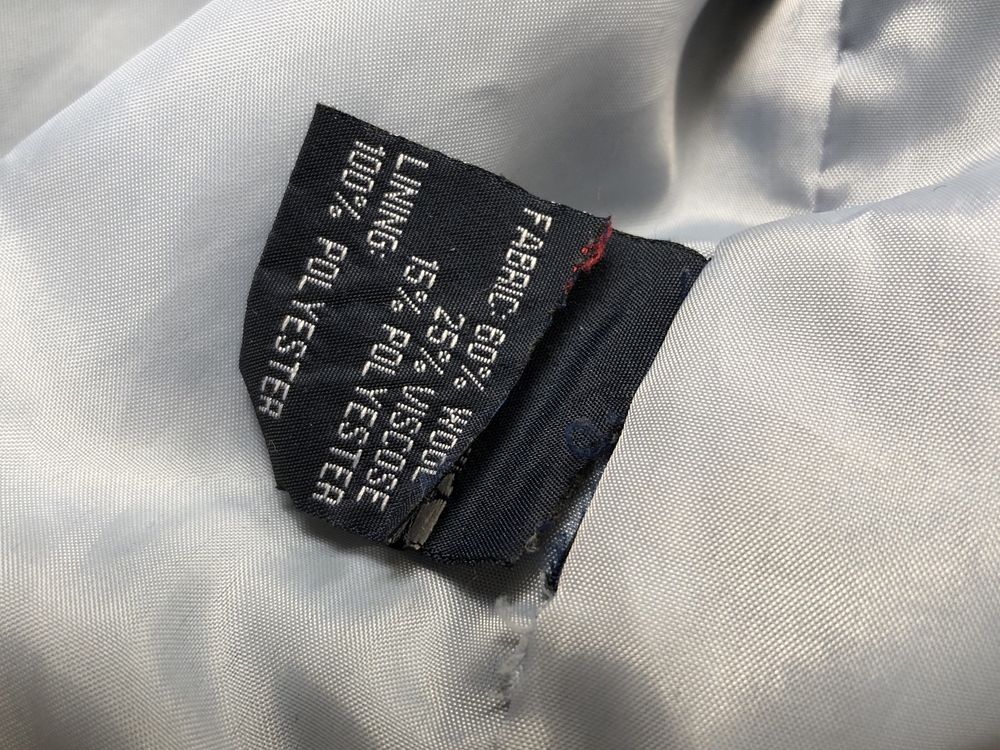 FABRIC: 60% WOOL
25% VISCOSE
15% POLYESTER
LINING:
100% POLYESTER